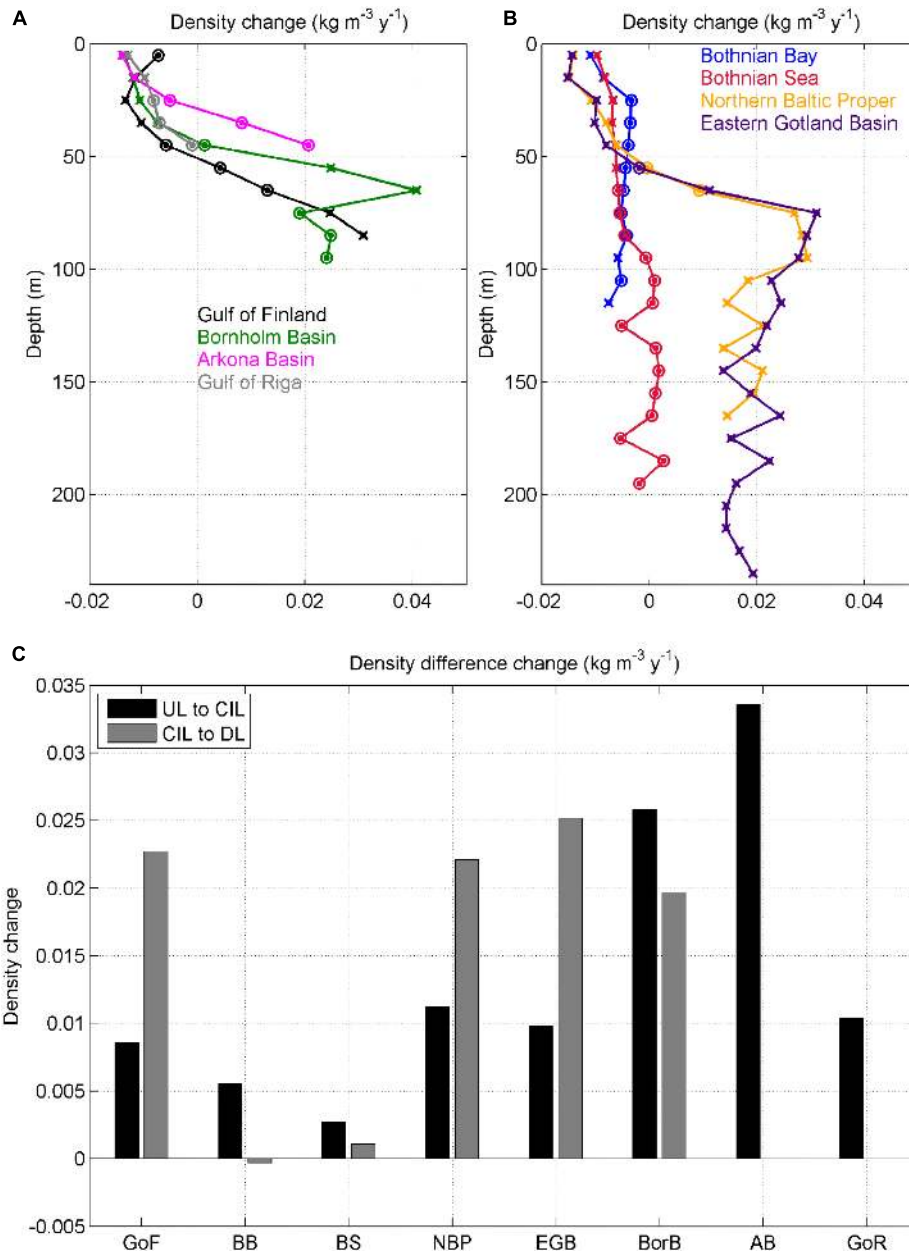 A
Density change (kg m⁻³ y⁻¹)
0
50
100
150
200
Depth (m)
Gulf of Finland
Bornholm Basin
Arkona Basin
Gulf of Riga
-0.02
0
0.02
0.04
B
Density change (kg m⁻³ y⁻¹)
0
50
100
150
200
Depth (m)
Bothnian Bay
Bothnian Sea
Northern Baltic Proper
Eastern Gotland Basin
-0.02
0
0.02
0.04
C
Density difference change (kg m⁻³ y⁻¹)
0.035
0.03
0.025
0.02
0.015
0.01
0.005
0
-0.005
Density change
UL to CIL
CIL to DL
GoF
BB
BS
NBP
EGB
BorB
AB
GoR